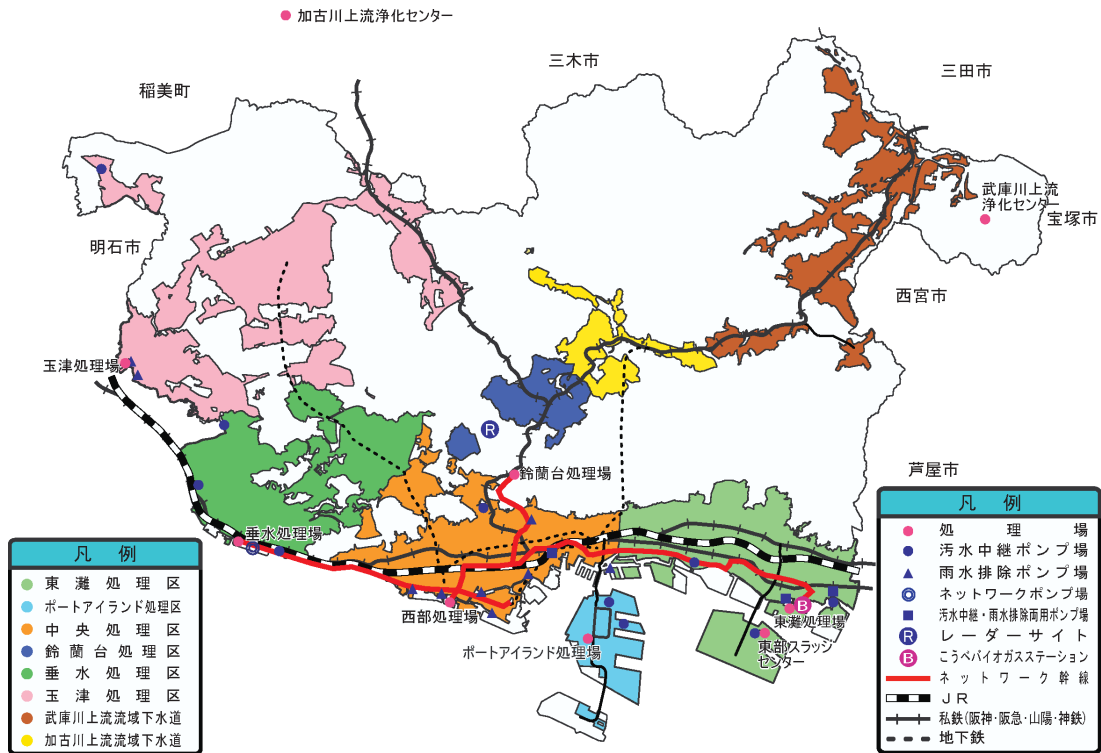 加古川上流浄化センター
三木市
三田市
稲美町
武庫川上流
浄化センター
宝塚市
明石市
西宮市
玉津処理場
R
鈴蘭台処理場
芦屋市
垂水処理場
西部処理場
B
東灘処理場
ポートアイランド処理場
東部スラッジ
センター
凡例
東灘処理区
ポートアイランド処理区
中央処理区
鈴蘭台処理区
垂水処理区
玉津処理区
武庫川上流流域下水道
加古川上流流域下水道
凡例
処理場
汚水中継ポンプ場
雨水排除ポンプ場
ネットワークポンプ場
汚水中継・雨水排除両用ポンプ場
R レーダーサイト
B こうべバイオガスステーション
ネットワーク幹線
JR
私鉄(阪神・阪急・山陽・神鉄)
地下鉄